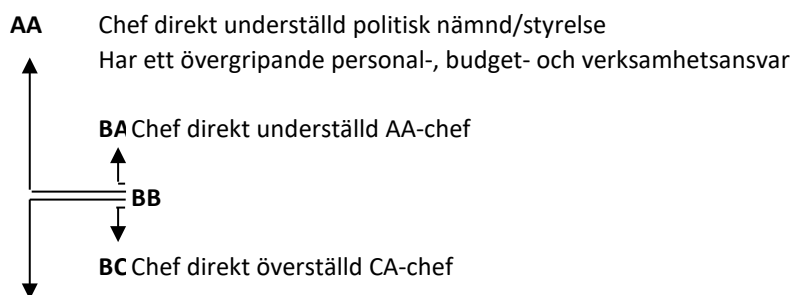 AA Chef direkt underställd politisk nämnd/styrelse
Har ett övergripande personal-, budget- och verksamhetsansvar
BA Chef direkt underställd AA-chef
BB
BC Chef direkt överställd CA-chef